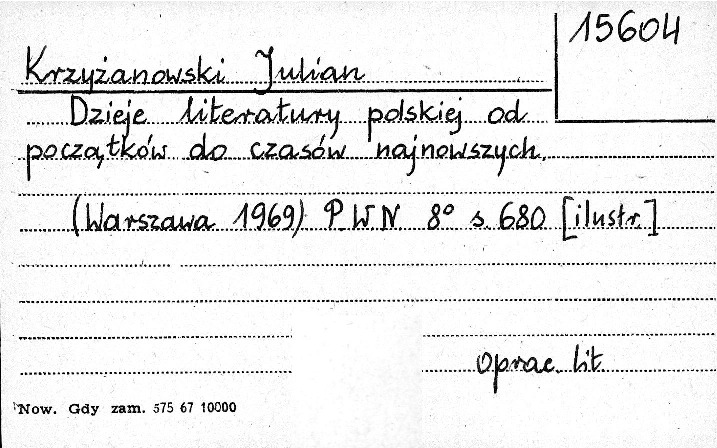 15604
Krzyżanowski Julian
Dzieje literatury polskiej od
początków do czasów najnowszych.
(Warszawa 1969) PWN 8° s. 680 [ilustr.]
oprac. lit.
Now. Gdy zam. 575 67 10000